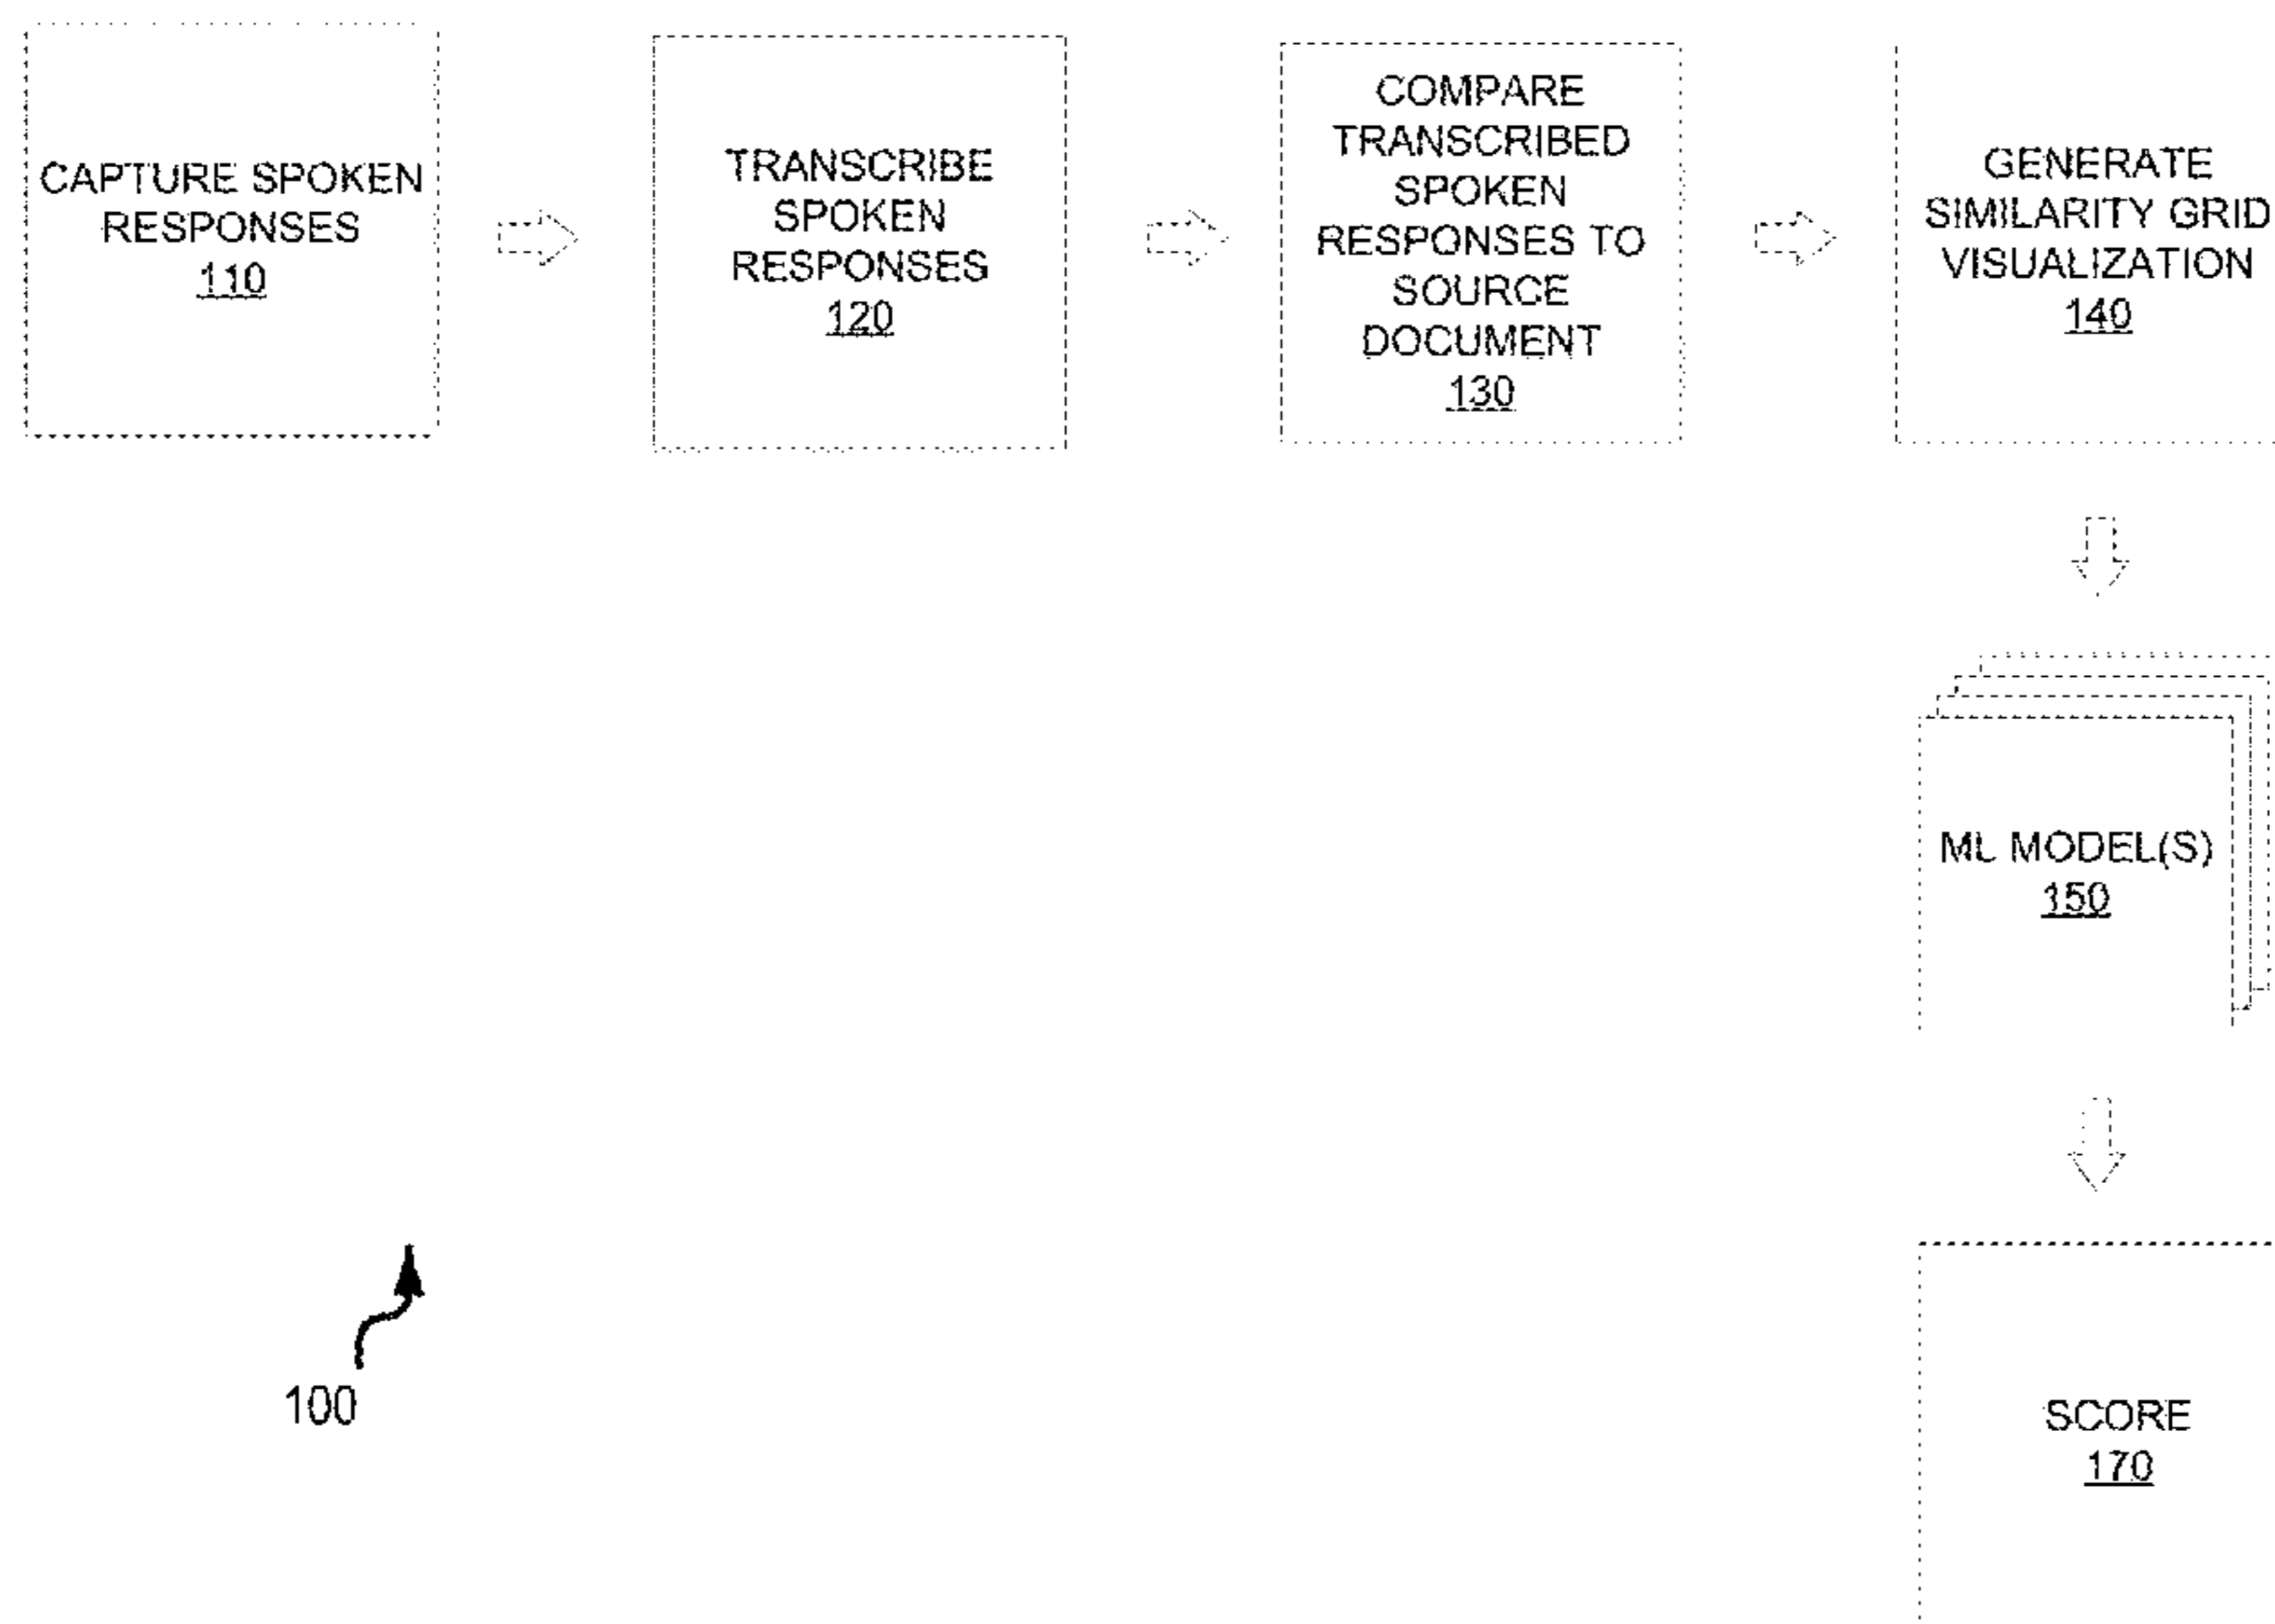 CAPTURE SPOKEN
RESPONSES
110
TRANSCRIBE
SPOKEN
RESPONSES
120
COMPARE
TRANSCRIBED
SPOKEN
RESPONSES TO
SOURCE
DOCUMENT
130
GENERATE
SIMILARITY GRID
VISUALIZATION
140
ML MODEL(S)
150
SCORE
170
100